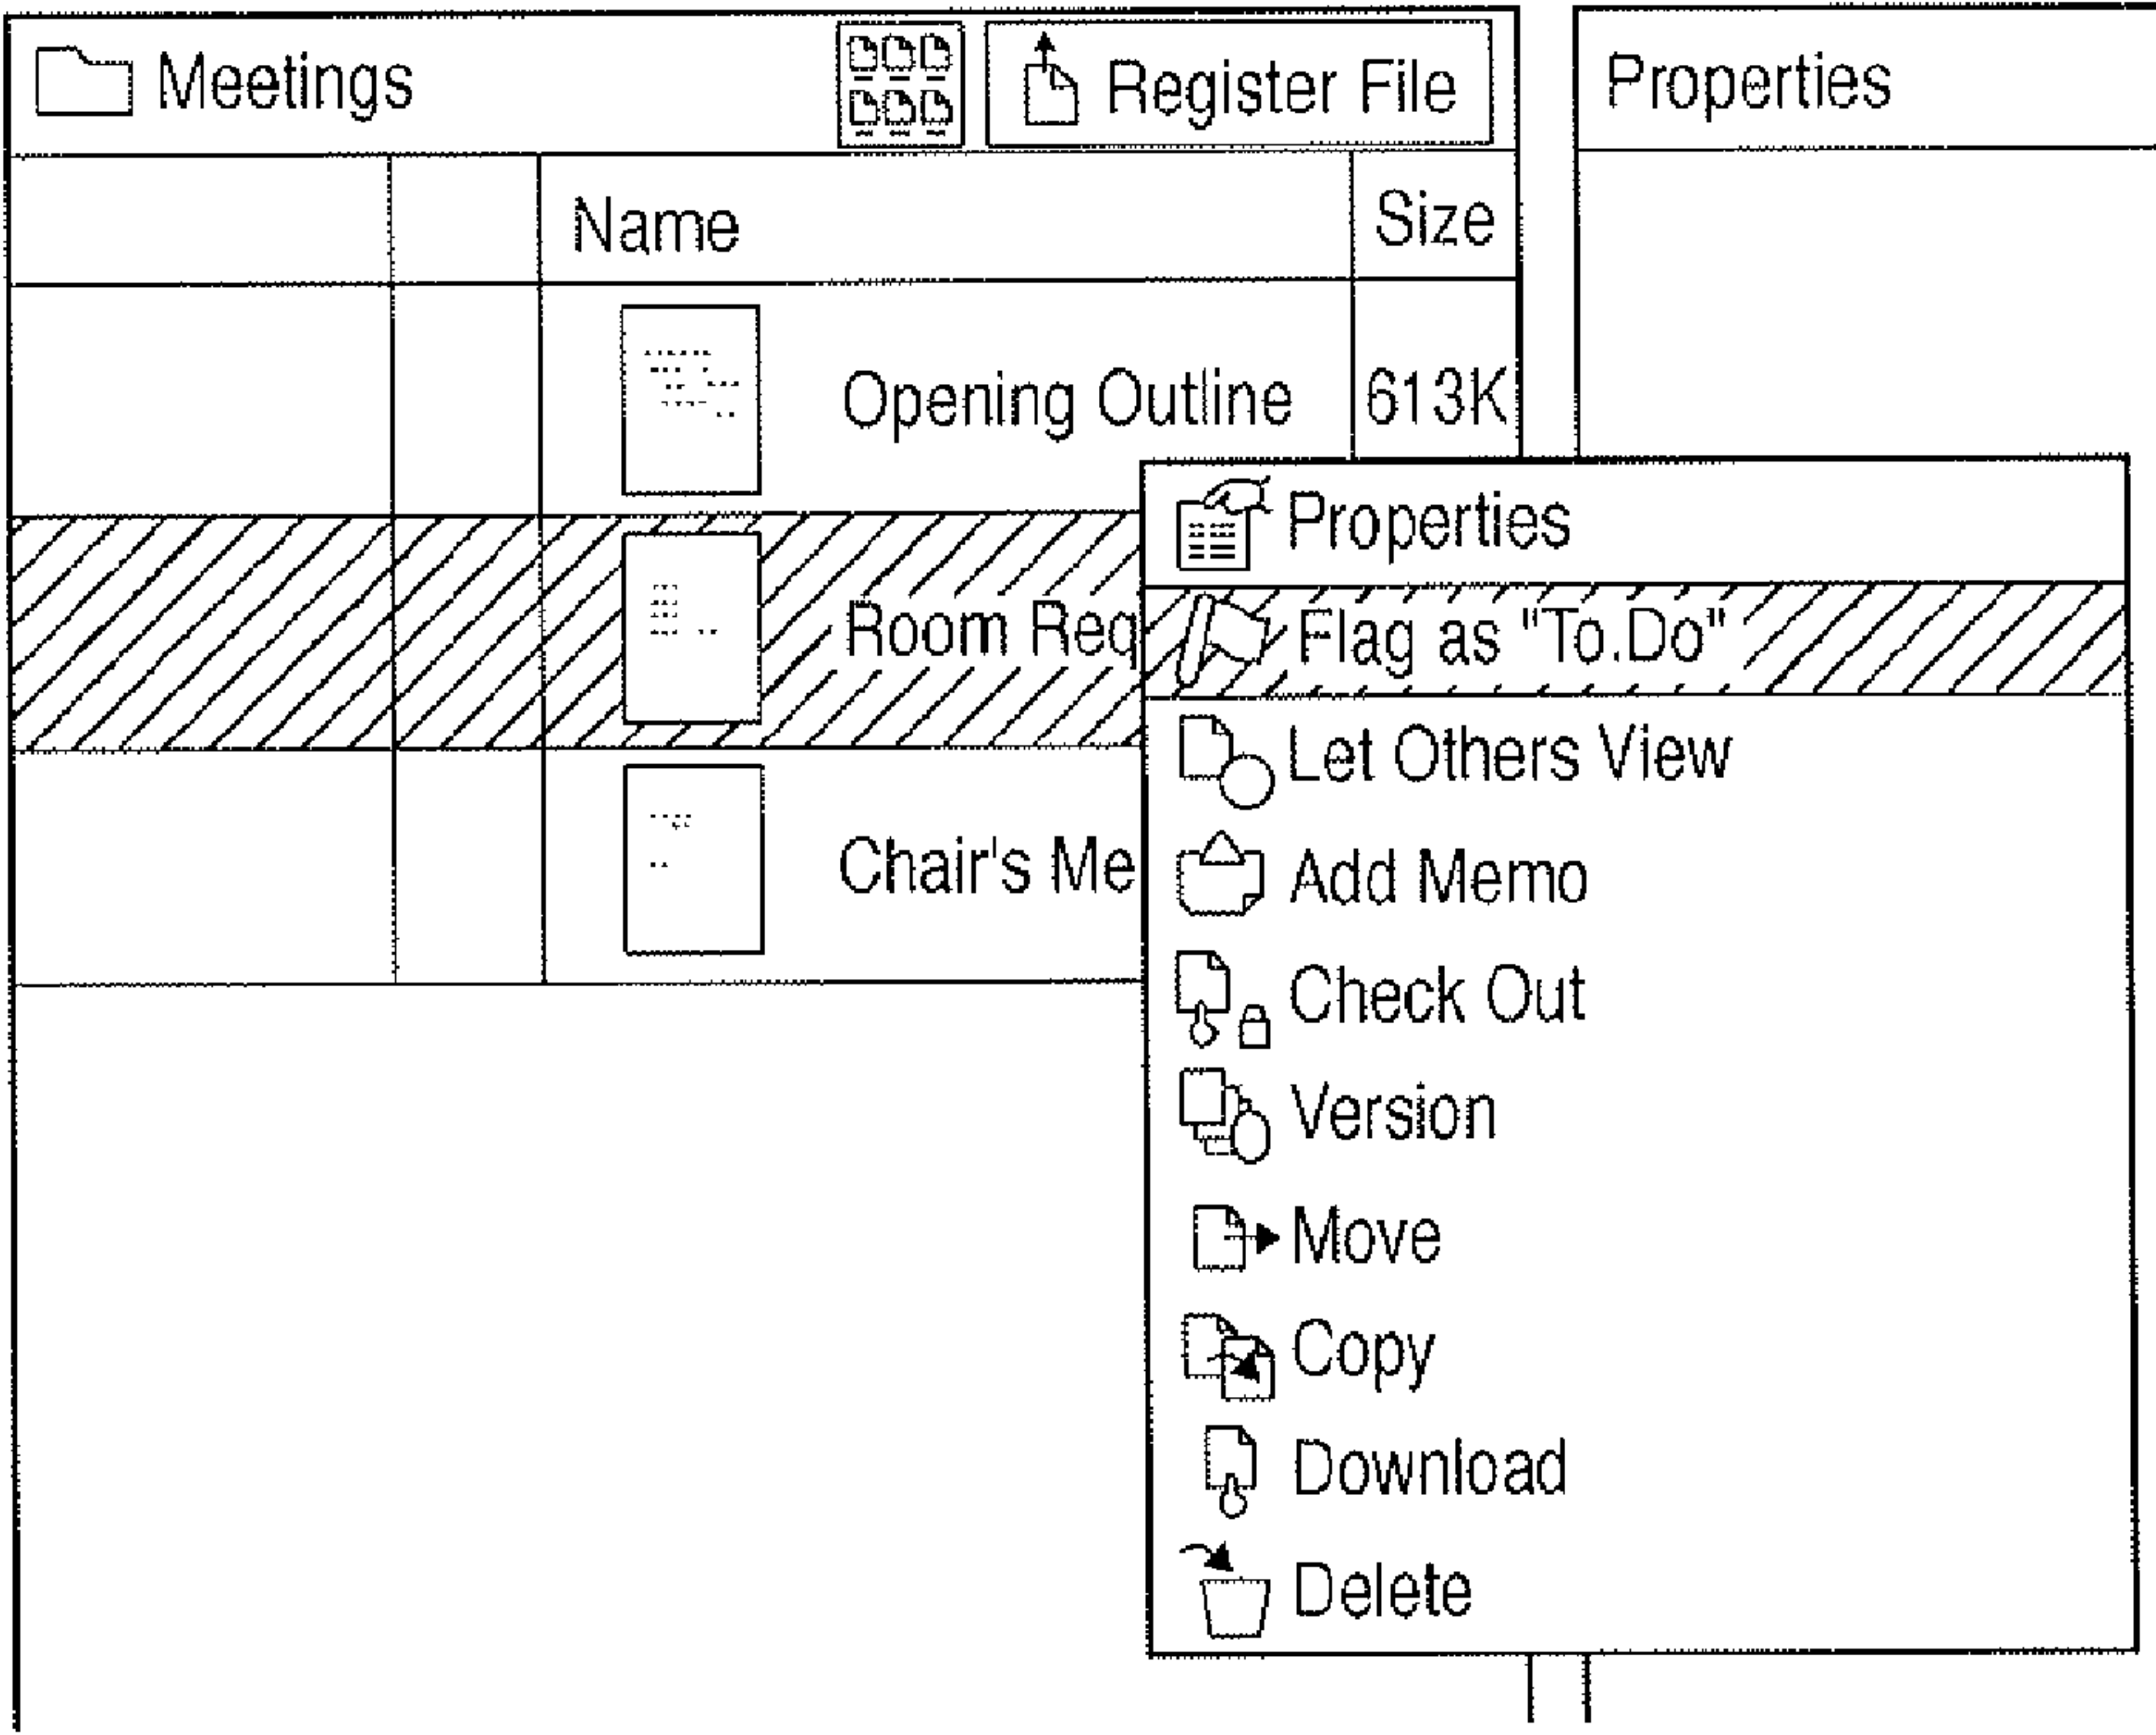 Meetings
Register File
Properties
Name
Size
Opening Outline
613K
Room Req
Chair's Me
Properties
Flag as "To.Do"
Let Others View
Add Memo
Check Out
Version
Move
Copy
Download
Delete